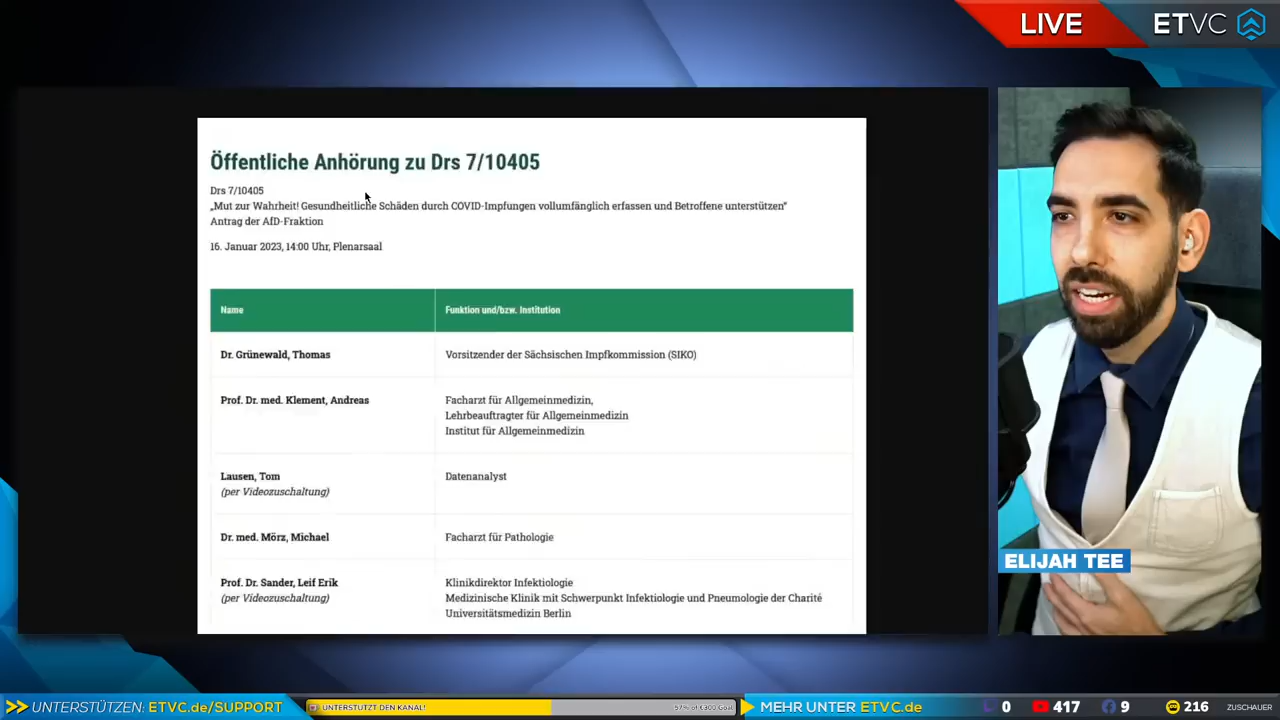 LIVE
ETVC
Öffentliche Anhörung zu Drs 7/10405
Drs 7/10405
„Mut zur Wahrheit! Gesundheitliche Schäden durch COVID-Impfungen vollumfänglich erfassen und Betroffene unterstützen"
Antrag der AfD-Fraktion
16. Januar 2023, 14:00 Uhr, Plenarsaal
Name
Funktion und/bzw. Institution
Dr. Grünewald, Thomas
Vorsitzender der Sächsischen Impfkommission (SIKO)
Prof. Dr. med. Klement, Andreas
Facharzt für Allgemeinmedizin,
Lehrbeauftragter für Allgemeinmedizin
Institut für Allgemeinmedizin
Lausen, Tom
(per Videozuschaltung)
Datenanalyst
Dr. med. Mörz, Michael
Facharzt für Pathologie
Prof. Dr. Sander, Leif Erik
(per Videozuschaltung)
Klinikdirektor Infektiologie
Medizinische Klinik mit Schwerpunkt Infektiologie und Pneumologie der Charité
Universitätsmedizin Berlin
ELIJAH TEE
UNTERSTÜTZEN: ETVC.de/SUPPORT
UNTERSTÜTZT DEN KANAL!
57% of €300 Goal
MEHR UNTER ETVC.de
0
417
9
216
ZUSCHAUER